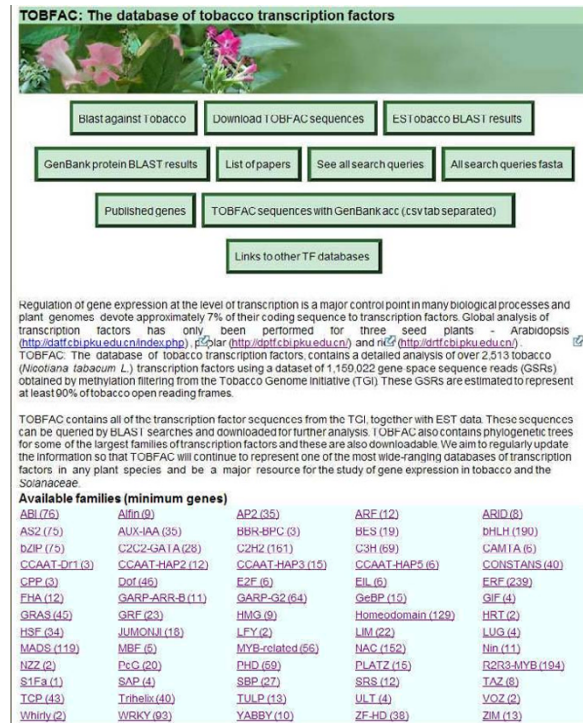 TOBFAC: The database of tobacco transcription factors
Blast against Tobacco
Download TOBFAC sequences
ESTobacco BLAST results
GenBank protein BLAST results
List of papers
See all search queries
All search queries fasta
Published genes
TOBFAC sequences with GenBank acc (.csv tab separated)
Links to other TF databases
Regulation of gene expression at the level of transcription is a major control point in many biological processes and
plant genomes devote approximately 7% of their coding sequence to transcription factors. Global analysis of
transcription factors has only been performed for three seed plants - Arabidopsis
(http://datf.cbi.pku.edu.cn/index.php), p lar (http://dptf.cbi.pku.edu.cn/) and ri (http://drtf.cbi.pku.edu.cn/).
TOBFAC: The database of tobacco transcription factors, contains a detailed analysis of over 2,513 tobacco
(Nicotiana tabacum L.) transcription factors using a dataset of 1,159,022 gene-space sequence reads (GSRs)
obtained by methylation filtering from the Tobacco Genome Initiative (TGI). These GSRs are estimated to represent
at least 90% of tobacco open reading frames.
TOBFAC contains all of the transcription factor sequences from the TGI, together with EST data. These sequences
can be queried by BLAST searches and downloaded for further analysis. TOBFAC also contains phylogenetic trees
for some of the largest families of transcription factors and these are also downloadable. We aim to regularly update
the information so that TOBFAC will continue to represent one of the most wide-ranging databases of transcription
factors in any plant species and be a major resource for the study of gene expression in tobacco and the
Solanaceae.
Available families (minimum genes)
ABI (76) Alfin (9) AP2 (35) ARF (12) ARID (8)
AS2 (75) AUX-IAA (35) BBR-BPC (3) BES (19) bHLH (190)
bZIP (75) C2C2-GATA (28) C2H2 (161) C3H (69) CAMTA (6)
CCAAT-Dr1 (3) CCAAT-HAP2 (12) CCAAT-HAP3 (15) CCAAT-HAP5 (6) CONSTANS (40)
CPP (3) Dof (46) E2F (6) EIL (6) ERF (239)
FHA (12) GARP-ARR-B (11) GARP-G2 (64) GeBP (15) GIF (4)
GRAS (45) GRF (23) HMG (9) Homeodomain (129) HRT (2)
HSF (34) JUMONJI (18) LFY (2) LIM (22) LUG (4)
MADS (119) MBF (5) MYB-related (56) NAC (152) Nin (11)
NZZ (2) PcG (20) PHD (59) PLATZ (15) R2R3-MYB (194)
S1Fa (1) SAP (4) SBP (27) SRS (12) TAZ (8)
TCP (43) Trihelix (40) TULP (13) ULT (4) VOZ (2)
Whirly (2) WRKY (93) YABBY (10) ZF-HD (38) ZIM (13)